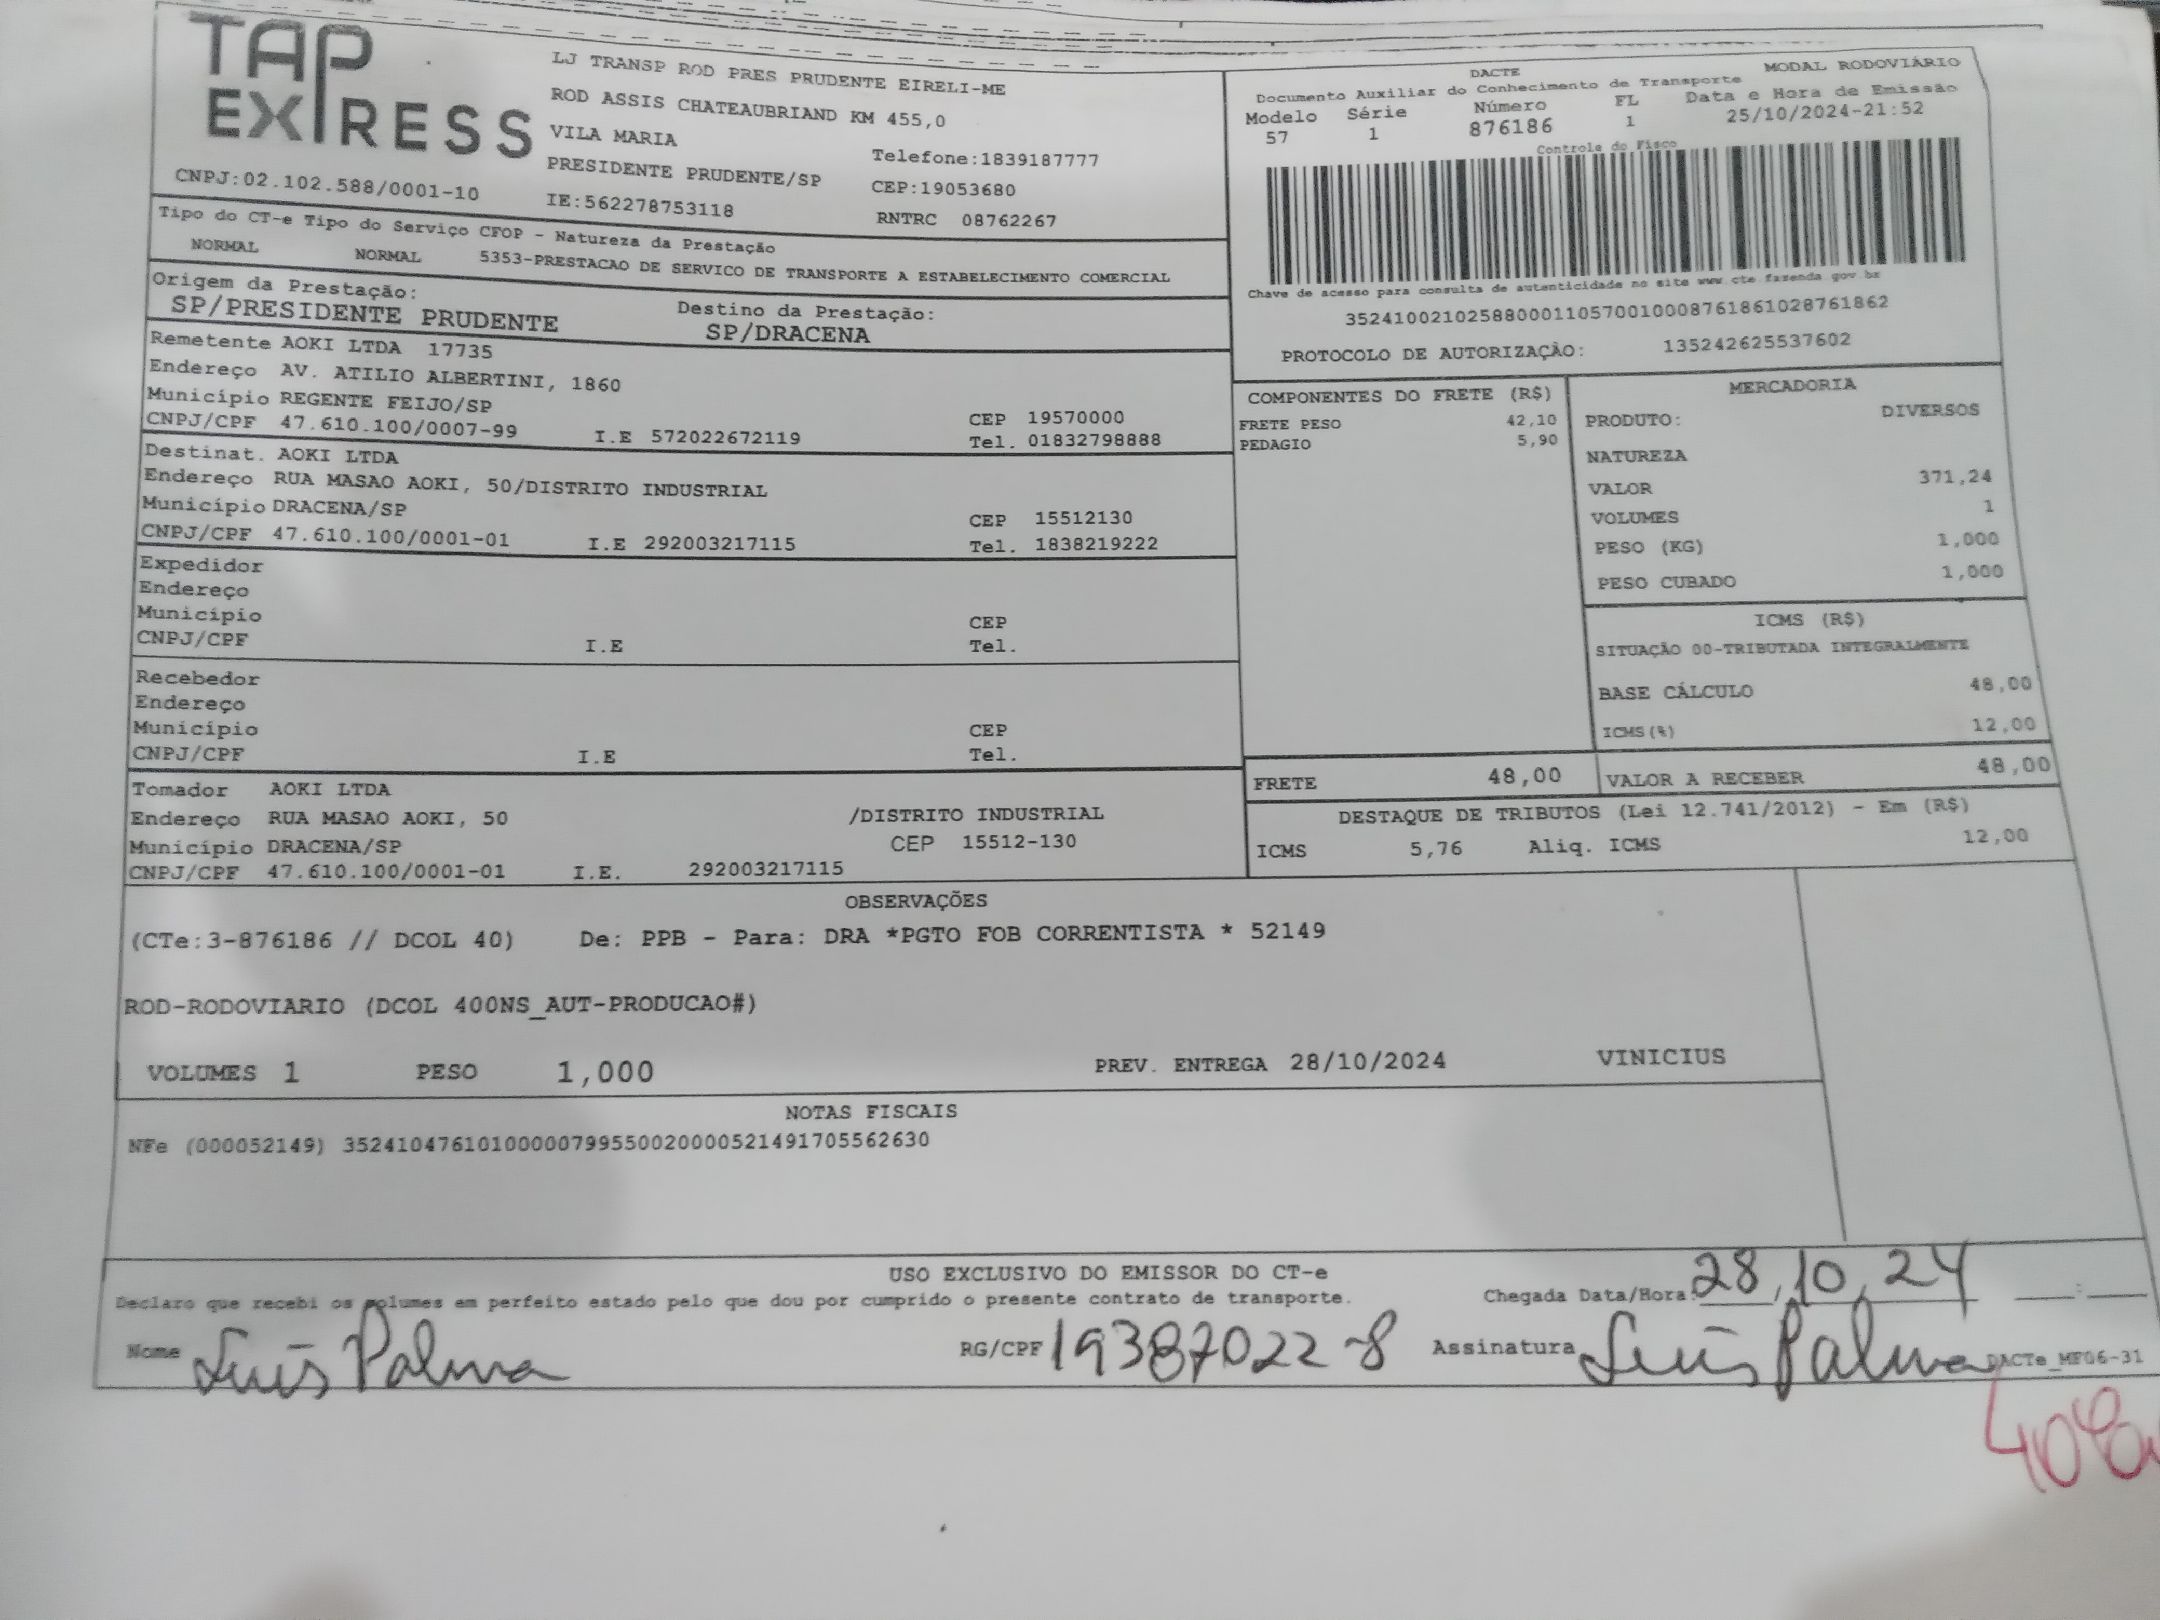 TAP
EXPRESS
CNPJ:02.102.588/0001-10
LJ TRANSP ROD PRES PRUDENTE EIRELI-ME
ROD ASSIS CHATEAUBRIAND KM 455,0
VILA MARIA
Telefone:1839187777
PRESIDENTE PRUDENTE/SP CEP:19053680
IE:562278753118 RNTRC 08762267
DACTE MODAL RODOVIÁRIO
Documento Auxiliar do Conhecimento de Transporte
Modelo Série Número FL Data e Hora de Emissão
57 1 876186 1 25/10/2024-21:52
Controle do Fisco
Chave de acesso para consulta de autenticidade no site www.cte.fazenda.gov.br
35241002102588000110570010008761861028761862
PROTOCOLO DE AUTORIZAÇÃO: 135242625537602
Tipo do CT-e Tipo do Serviço CFOP - Natureza da Prestação
NORMAL NORMAL 5353-PRESTACAO DE SERVICO DE TRANSPORTE A ESTABELECIMENTO COMERCIAL
Origem da Prestação: Destino da Prestação:
SP/PRESIDENTE PRUDENTE SP/DRACENA
Remetente AOKI LTDA 17735
Endereço AV. ATILIO ALBERTINI, 1860
Município REGENTE FEIJO/SP CEP 19570000
CNPJ/CPF 47.610.100/0007-99 I.E 572022672119 Tel. 01832798888
Destinat. AOKI LTDA
Endereço RUA MASAO AOKI, 50/DISTRITO INDUSTRIAL
Município DRACENA/SP CEP 15512130
CNPJ/CPF 47.610.100/0001-01 I.E 292003217115 Tel. 1838219222
Expedidor
Endereço
Município CEP
CNPJ/CPF I.E Tel.
Recebedor
Endereço
Município CEP
CNPJ/CPF I.E Tel.
Tomador AOKI LTDA
Endereço RUA MASAO AOKI, 50 /DISTRITO INDUSTRIAL
Município DRACENA/SP CEP 15512-130
CNPJ/CPF 47.610.100/0001-01 I.E. 292003217115
COMPONENTES DO FRETE (R$)
FRETE PESO 42,10
PEDAGIO 5,90
MERCADORIA
PRODUTO: DIVERSOS
NATUREZA
VALOR 371,24
VOLUMES 1
PESO (KG) 1,000
PESO CUBADO 1,000
ICMS (R$)
SITUAÇÃO 00-TRIBUTADA INTEGRALMENTE
BASE CÁLCULO 48,00
ICMS(%) 12,00
FRETE 48,00 VALOR A RECEBER 48,00
DESTAQUE DE TRIBUTOS (Lei 12.741/2012) - Em (R$)
ICMS 5,76 Aliq. ICMS 12,00
OBSERVAÇÕES
(CTe:3-876186 // DCOL 40) De: PPB - Para: DRA *PGTO FOB CORRENTISTA * 52149
ROD-RODOVIARIO (DCOL 400NS_AUT-PRODUCAO#)
VOLUMES 1 PESO 1,000 PREV. ENTREGA 28/10/2024 VINICIUS
NOTAS FISCAIS
NFe (000052149) 35241047610100000799550020000521491705562630
USO EXCLUSIVO DO EMISSOR DO CT-e
Declaro que recebi os volumes em perfeito estado pelo que dou por cumprido o presente contrato de transporte.
Chegada Data/Hora: 28/10/24 :
Nome Luis Palma RG/CPF 19387022-8 Assinatura Luis Palma DACTe_MF06-31